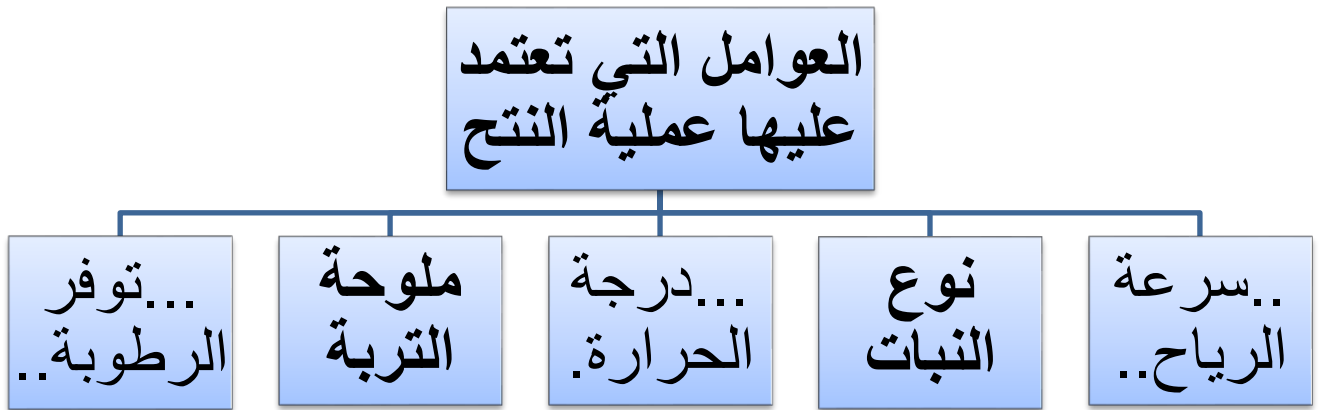 العوامل التي تعتمد
عليها عملية النتح
..سرعة
الرياح..
نوع
النبات
...درجة
الحرارة.
ملوحة
التربة
...توفر
الرطوبة..